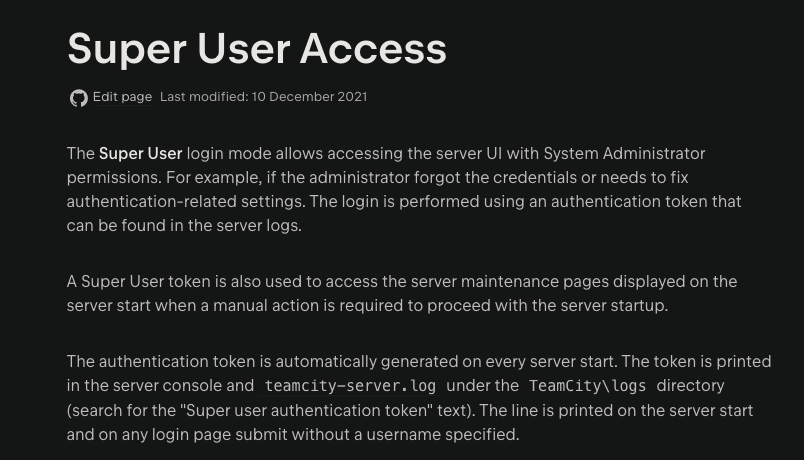 Super User Access
Edit page Last modified: 10 December 2021
The Super User login mode allows accessing the server UI with System Administrator
permissions. For example, if the administrator forgot the credentials or needs to fix
authentication-related settings. The login is performed using an authentication token that
can be found in the server logs.
A Super User token is also used to access the server maintenance pages displayed on the
server start when a manual action is required to proceed with the server startup.
The authentication token is automatically generated on every server start. The token is printed
in the server console and teamcity-server.log under the TeamCity\logs directory
(search for the "Super user authentication token" text). The line is printed on the server start
and on any login page submit without a username specified.